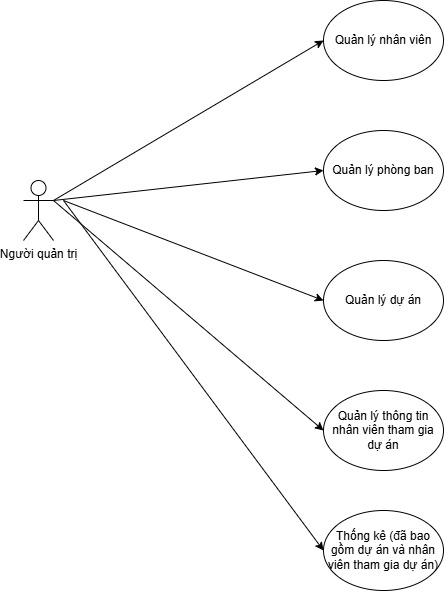 Quản lý nhân viên
Quản lý phòng ban
Người quản trị
Quản lý dự án
Quản lý thông tin
nhân viên tham gia
dự án
Thống kê (đã bao
gồm dự án và nhân
viên tham gia dự án)